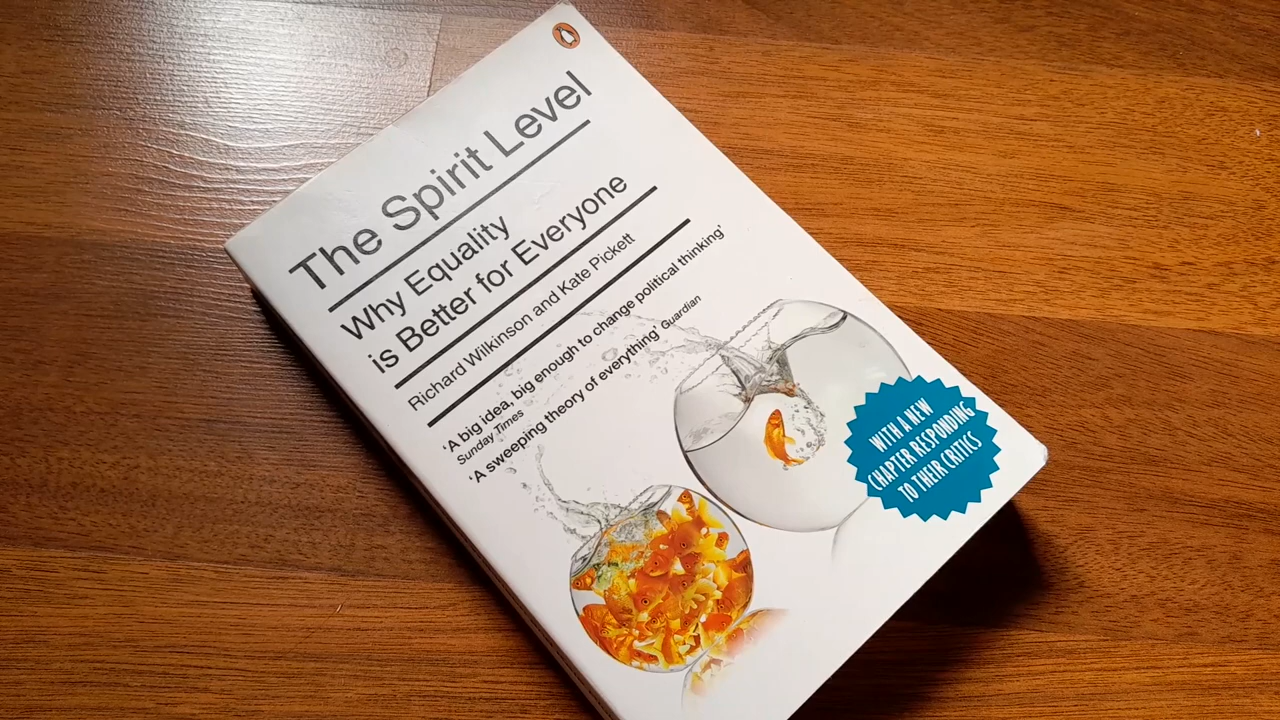 The Spirit Level
Why Equality
is Better for Everyone
Richard Wilkinson and Kate Pickett
‘A big idea, big enough to change political thinking’
Sunday Times
‘A sweeping theory of everything’ Guardian
WITH A NEW
CHAPTER RESPONDING
TO THEIR CRITICS